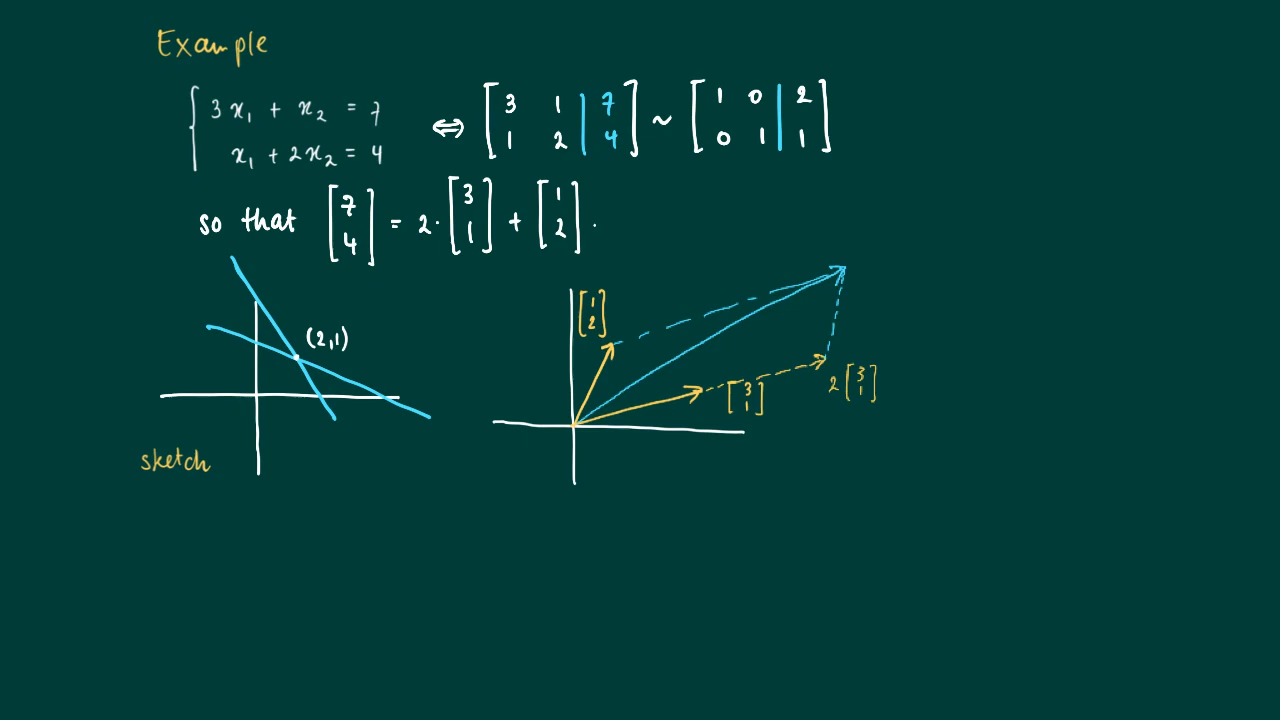 Example
3x₁ + x₂ = 7
x₁ + 2x₂ = 4
⇔ [3 1 | 7; 1 2 | 4] ~ [1 0 | 2; 0 1 | 1]
so that [7; 4] = 2·[3; 1] + [1; 2].
(2,1)
sketch
[1; 2]
[3; 1]
2[3; 1]